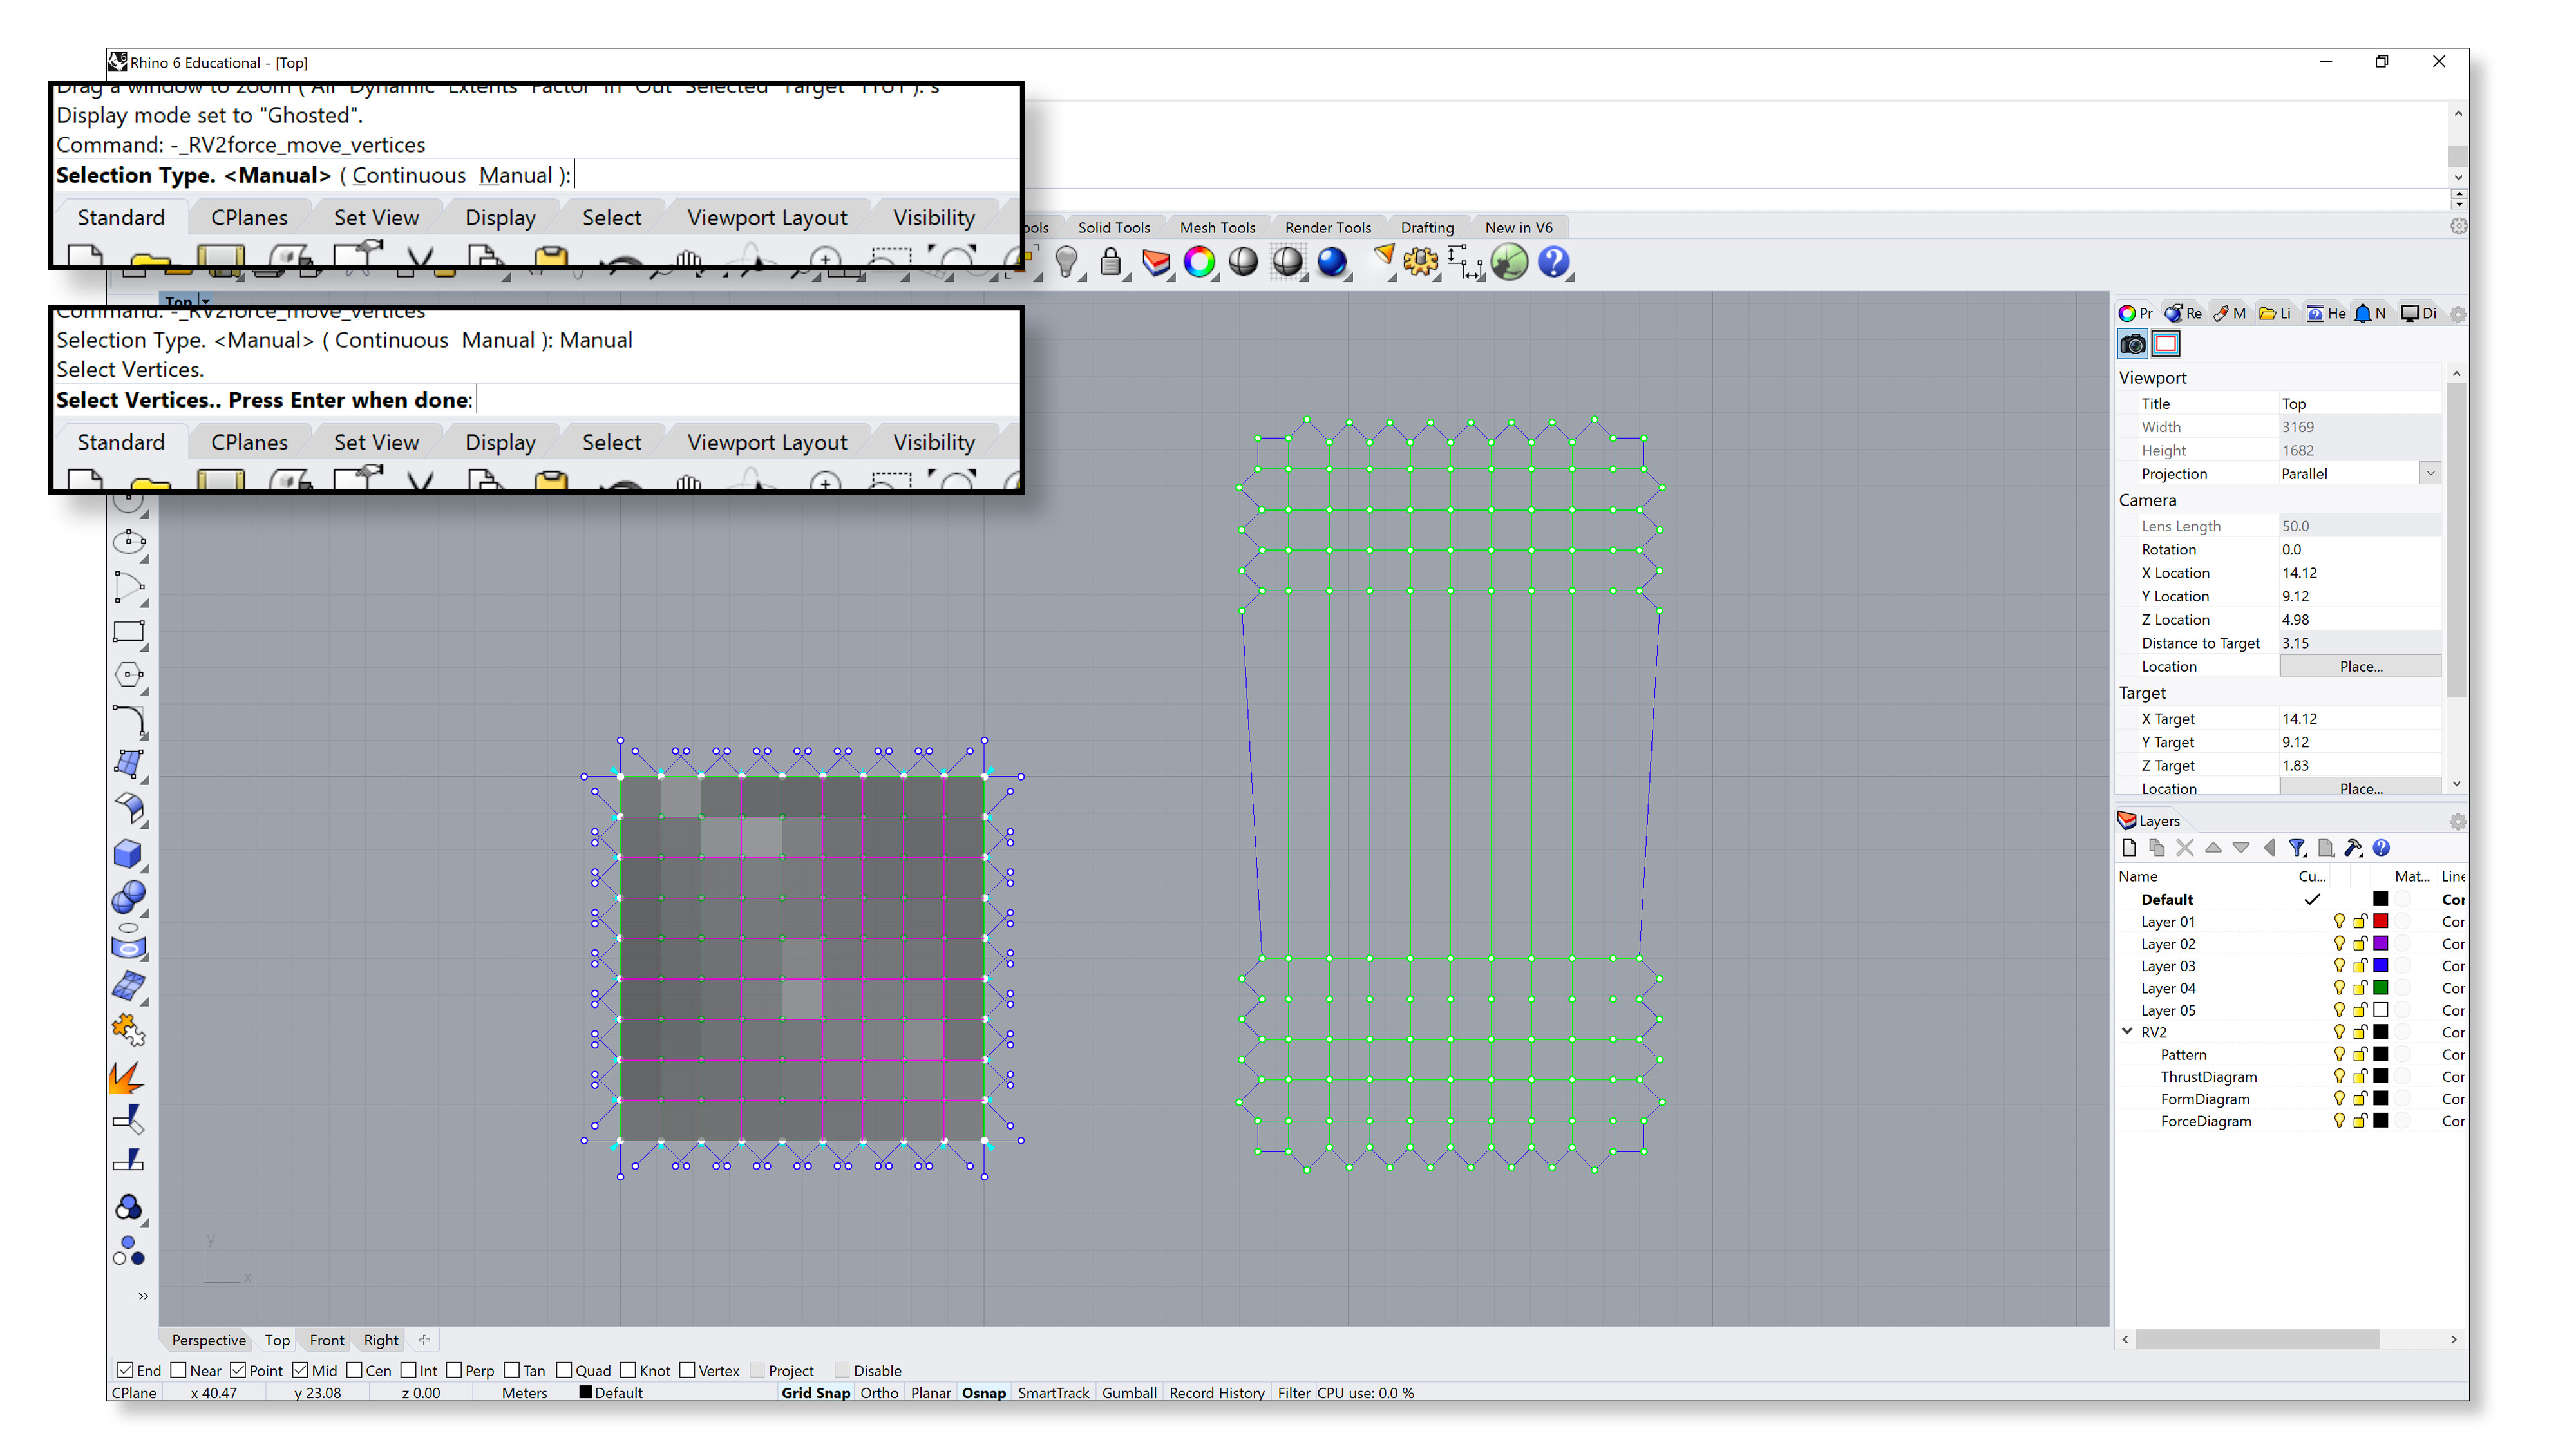 Rhino 6 Educational - [Top]
Drag a window to zoom ( All Dynamic Extents Factor In Out Selected Target 1To1 ): s
Display mode set to "Ghosted".
Command: -_RV2force_move_vertices
Selection Type. <Manual> ( Continuous Manual ):
Standard CPlanes Set View Display Select Viewport Layout Visibility
ools Solid Tools Mesh Tools Render Tools Drafting New in V6
Top
Command: -_RV2force_move_vertices
Selection Type. <Manual> ( Continuous Manual ): Manual
Select Vertices.
Select Vertices.. Press Enter when done:
Standard CPlanes Set View Display Select Viewport Layout Visibility
Pr Re M Li He N Di
Viewport
Title Top
Width 3169
Height 1682
Projection Parallel
Camera
Lens Length 50.0
Rotation 0.0
X Location 14.12
Y Location 9.12
Z Location 4.98
Distance to Target 3.15
Location Place...
Target
X Target 14.12
Y Target 9.12
Z Target 1.83
Location Place...
Layers
Name Cu... Mat... Line
Default Cor
Layer 01 Cor
Layer 02 Cor
Layer 03 Cor
Layer 04 Cor
Layer 05 Cor
RV2 Cor
Pattern Cor
ThrustDiagram Cor
FormDiagram Cor
ForceDiagram Cor
y
x
Perspective Top Front Right
End Near Point Mid Cen Int Perp Tan Quad Knot Vertex Project Disable
CPlane x 40.47 y 23.08 z 0.00 Meters Default Grid Snap Ortho Planar Osnap SmartTrack Gumball Record History Filter CPU use: 0.0 %